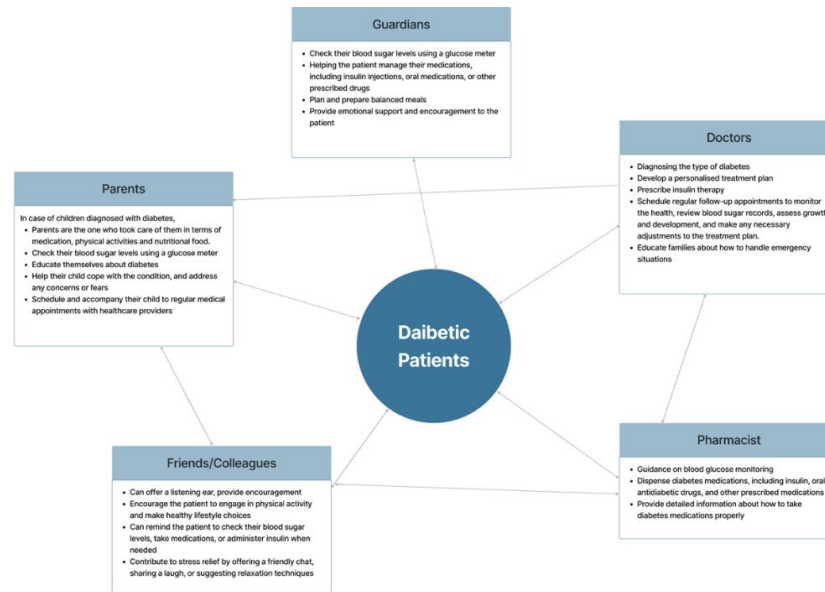 Guardians
• Check their blood sugar levels using a glucose meter
• Helping the patient manage their medications,
including insulin injections, oral medications, or other
prescribed drugs
• Plan and prepare balanced meals
• Provide emotional support and encouragement to the
patient
Doctors
• Diagnosing the type of diabetes
• Develop a personalised treatment plan
• Prescribe insulin therapy
• Schedule regular follow-up appointments to monitor
the health, review blood sugar records, assess growth
and development, and make any necessary
adjustments to the treatment plan.
• Educate families about how to handle emergency
situations
Parents
In case of children diagnosed with diabetes,
• Parents are the one who took care of them in terms of
medication, physical activities and nutritional food.
• Check their blood sugar levels using a glucose meter
• Educate themselves about diabetes
• Help their child cope with the condition, and address
any concerns or fears
• Schedule and accompany their child to regular medical
appointments with healthcare providers
Daibetic
Patients
Friends/Colleagues
• Can offer a listening ear, provide encouragement
• Encourage the patient to engage in physical activity
and make healthy lifestyle choices
• Can remind the patient to check their blood sugar
levels, take medications, or administer insulin when
needed
• Contribute to stress relief by offering a friendly chat,
sharing a laugh, or suggesting relaxation techniques
Pharmacist
• Guidance on blood glucose monitoring
• Dispense diabetes medications, including insulin, oral
antidiabetic drugs, and other prescribed medications
• Provide detailed information about how to take
diabetes medications properly